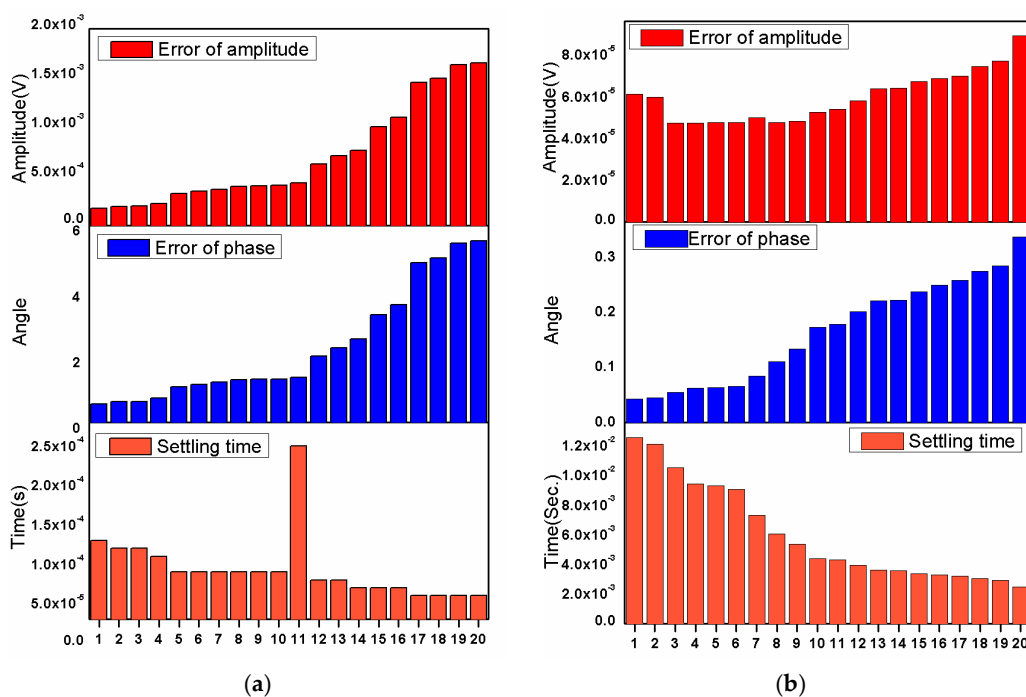 2.0x10⁻³
1.5x10⁻³
1.0x10⁻³
5.0x10⁻⁴
0.0
Amplitude(V)
Error of amplitude
6
4
2
0
Angle
Error of phase
2.5x10⁻⁴
2.0x10⁻⁴
1.5x10⁻⁴
1.0x10⁻⁴
5.0x10⁻⁵
0.0
Time(s)
Settling time
1 2 3 4 5 6 7 8 9 10 11 12 13 14 15 16 17 18 19 20
(a)
8.0x10⁻⁵
6.0x10⁻⁵
4.0x10⁻⁵
2.0x10⁻⁵
0.0
Amplitude(V)
Error of amplitude
0.3
0.2
0.1
0.0
Angle
Error of phase
1.2x10⁻²
1.0x10⁻²
8.0x10⁻³
6.0x10⁻³
4.0x10⁻³
2.0x10⁻³
0.0
Time(Sec.)
Settling time
1 2 3 4 5 6 7 8 9 10 11 12 13 14 15 16 17 18 19 20
(b)